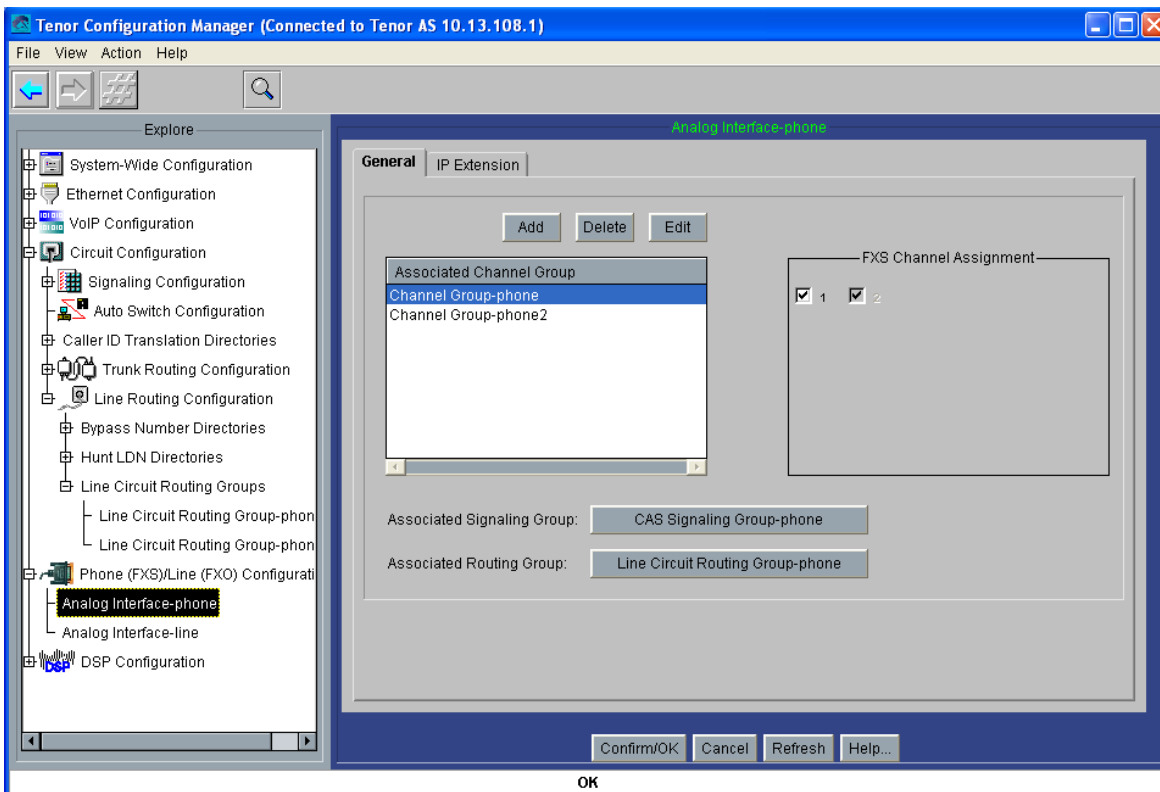 Tenor Configuration Manager (Connected to Tenor AS 10.13.108.1)
File View Action Help
Explore
System-Wide Configuration
Ethernet Configuration
VoIP Configuration
Circuit Configuration
Signaling Configuration
Auto Switch Configuration
Caller ID Translation Directories
Trunk Routing Configuration
Line Routing Configuration
Bypass Number Directories
Hunt LDN Directories
Line Circuit Routing Groups
Line Circuit Routing Group-phon
Line Circuit Routing Group-phon
Phone (FXS)/Line (FXO) Configurati
Analog Interface-phone
Analog Interface-line
DSP
DSP Configuration
Analog Interface-phone
General
IP Extension
Add
Delete
Edit
Associated Channel Group
Channel Group-phone
Channel Group-phone2
FXS Channel Assignment
1 2
Associated Signaling Group: CAS Signaling Group-phone
Associated Routing Group: Line Circuit Routing Group-phone
Confirm/OK Cancel Refresh Help...
OK